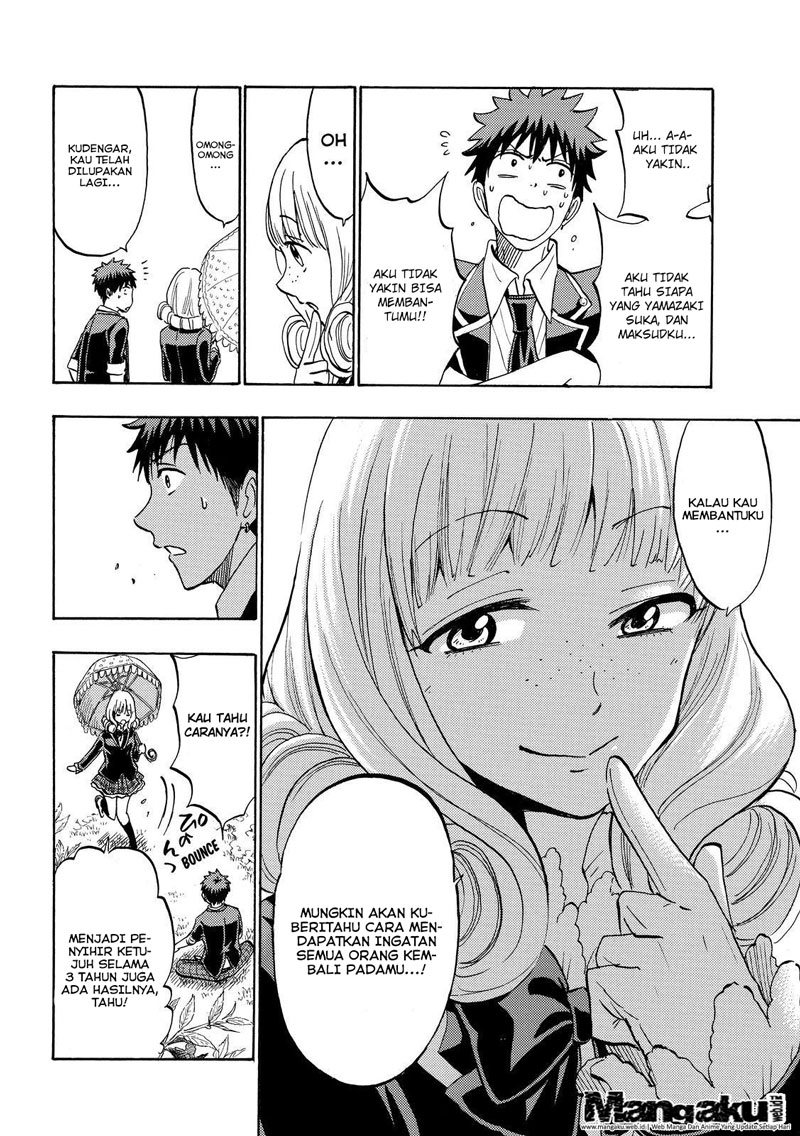 UH... A-A-
AKU TIDAK
YAKIN..
AKU TIDAK
TAHU SIAPA
YANG YAMAZAKI
SUKA, DAN
MAKSUDKU...
AKU TIDAK
YAKIN BISA
MEMBAN-
TUMU!!
OH
...
OMONG-
OMONG
...
KUDENGAR,
KAU TELAH
DILUPAKAN
LAGI...
KALAU KAU
MEMBANTUKU
...
MUNGKIN AKAN KU-
BERITAHU CARA MEN-
DAPATKAN INGATAN
SEMUA ORANG KEM-
BALI PADAMU...!
KAU TAHU
CARANYA?!
BOUNCE
MENJADI PE-
NYIHIR KETU-
JUH SELAMA
3 TAHUN JUGA
ADA HASILNYA,
TAHU!
Mangaku
www.mangaku.web.id | Web Manga Dan Anime Yang Update Setiap Hari